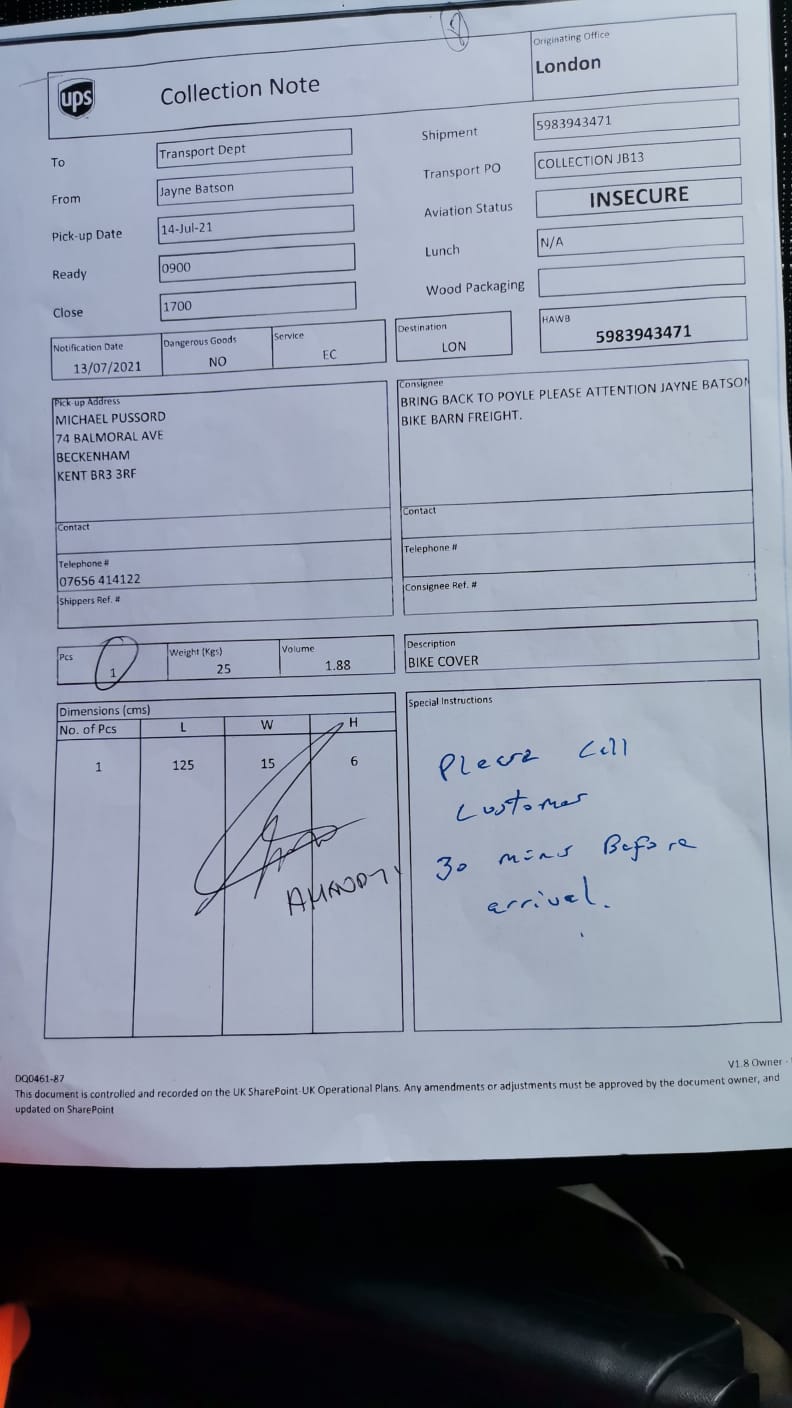 8
ups
Collection Note
Originating Office
London
To
Transport Dept
From
Jayne Batson
Pick-up Date
14-Jul-21
Ready
0900
Close
1700
Shipment
5983943471
Transport PO
COLLECTION JB13
Aviation Status
INSECURE
Lunch
N/A
Wood Packaging
Notification Date
13/07/2021
Dangerous Goods
NO
Service
EC
Destination
LON
HAWB
5983943471
Pick-up Address
MICHAEL PUSSORD
74 BALMORAL AVE
BECKENHAM
KENT BR3 3RF
Contact
Telephone #
07656 414122
Shippers Ref. #
Consignee
BRING BACK TO POYLE PLEASE ATTENTION JAYNE BATSON
BIKE BARN FREIGHT.
Contact
Telephone #
Consignee Ref. #
Pcs
1
Weight (Kgs)
25
Volume
1.88
Description
BIKE COVER
Dimensions (cms)
No. of Pcs L W H
1 125 15 6
Special Instructions
Please Call
Customer
30 mins Before
arrival.
DQ0461-87
V1.8 Owner -
This document is controlled and recorded on the UK SharePoint-UK Operational Plans. Any amendments or adjustments must be approved by the document owner, and
updated on SharePoint